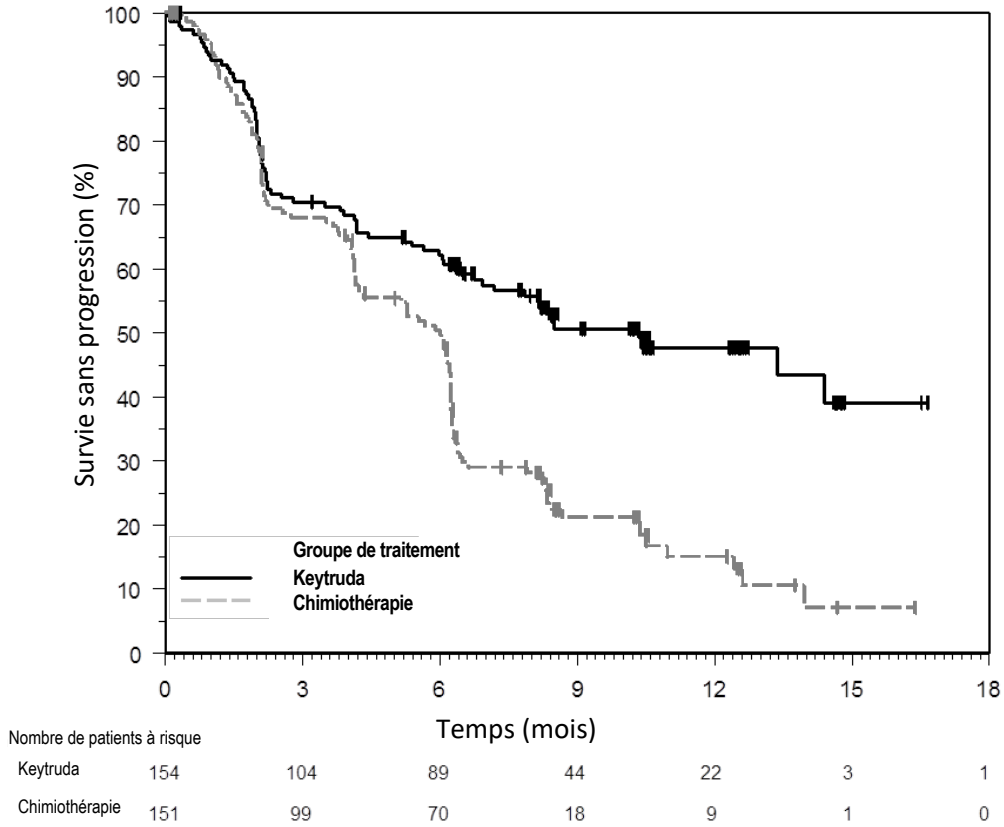 100
90
80
70
60
50
40
30
20
10
0
Survie sans progression (%)
Groupe de traitement
Keytruda
Chimiothérapie
0 3 6 9 12 15 18
Temps (mois)
Nombre de patients à risque
Keytruda 154 104 89 44 22 3 1
Chimiothérapie 151 99 70 18 9 1 0